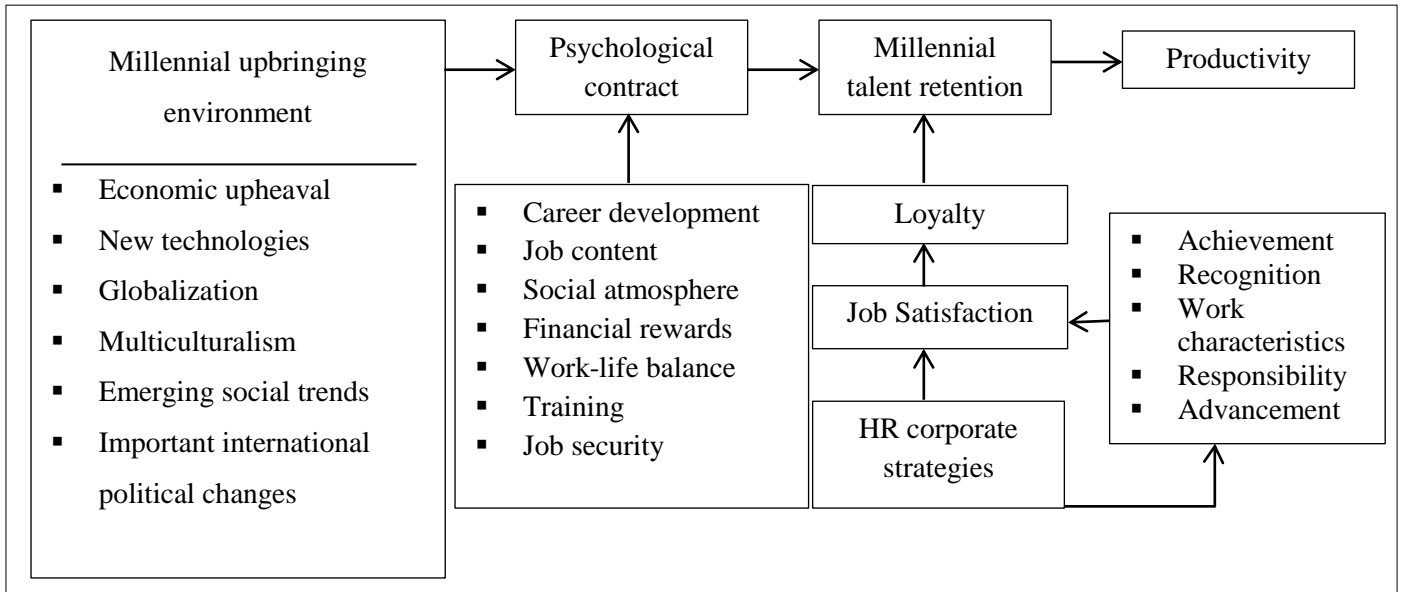 Millennial upbringing
environment
▪ Economic upheaval
▪ New technologies
▪ Globalization
▪ Multiculturalism
▪ Emerging social trends
▪ Important international
political changes
Psychological
contract
▪ Career development
▪ Job content
▪ Social atmosphere
▪ Financial rewards
▪ Work-life balance
▪ Training
▪ Job security
Millennial
talent retention
Loyalty
Job Satisfaction
HR corporate
strategies
Productivity
▪ Achievement
▪ Recognition
▪ Work
characteristics
▪ Responsibility
▪ Advancement